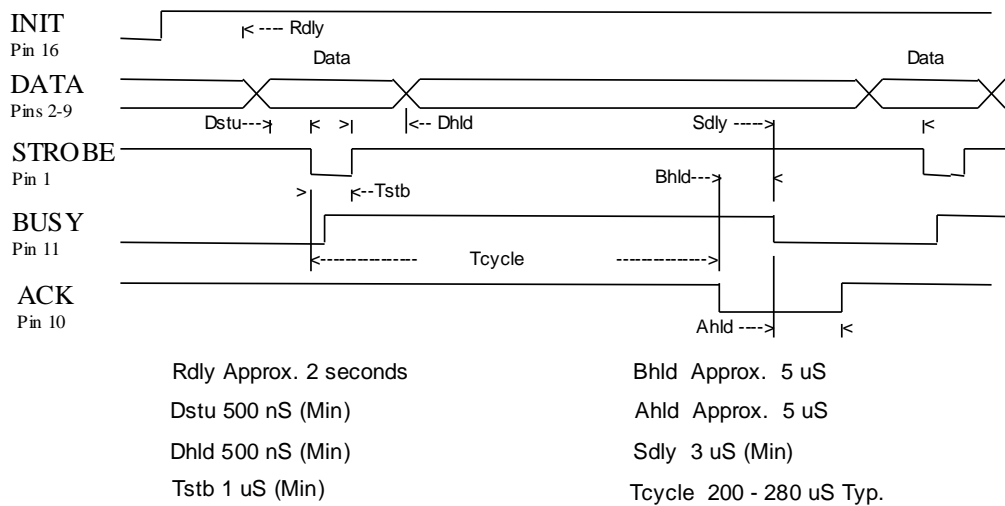 INIT
Pin 16
|< ---- Rdly
Data
Data
DATA
Pins 2-9
Dstu--->
< >
|<-- Dhld
Sdly ----->
|<
STROBE
Pin 1
>
|<--Tstb
Bhld--->
<
BUSY
Pin 11
|<-------------- Tcycle -------------->
ACK
Pin 10
Ahld ---->
|<
Rdly Approx. 2 seconds
Bhld Approx. 5 uS
Dstu 500 nS (Min)
Ahld Approx. 5 uS
Dhld 500 nS (Min)
Sdly 3 uS (Min)
Tstb 1 uS (Min)
Tcycle 200 - 280 uS Typ.